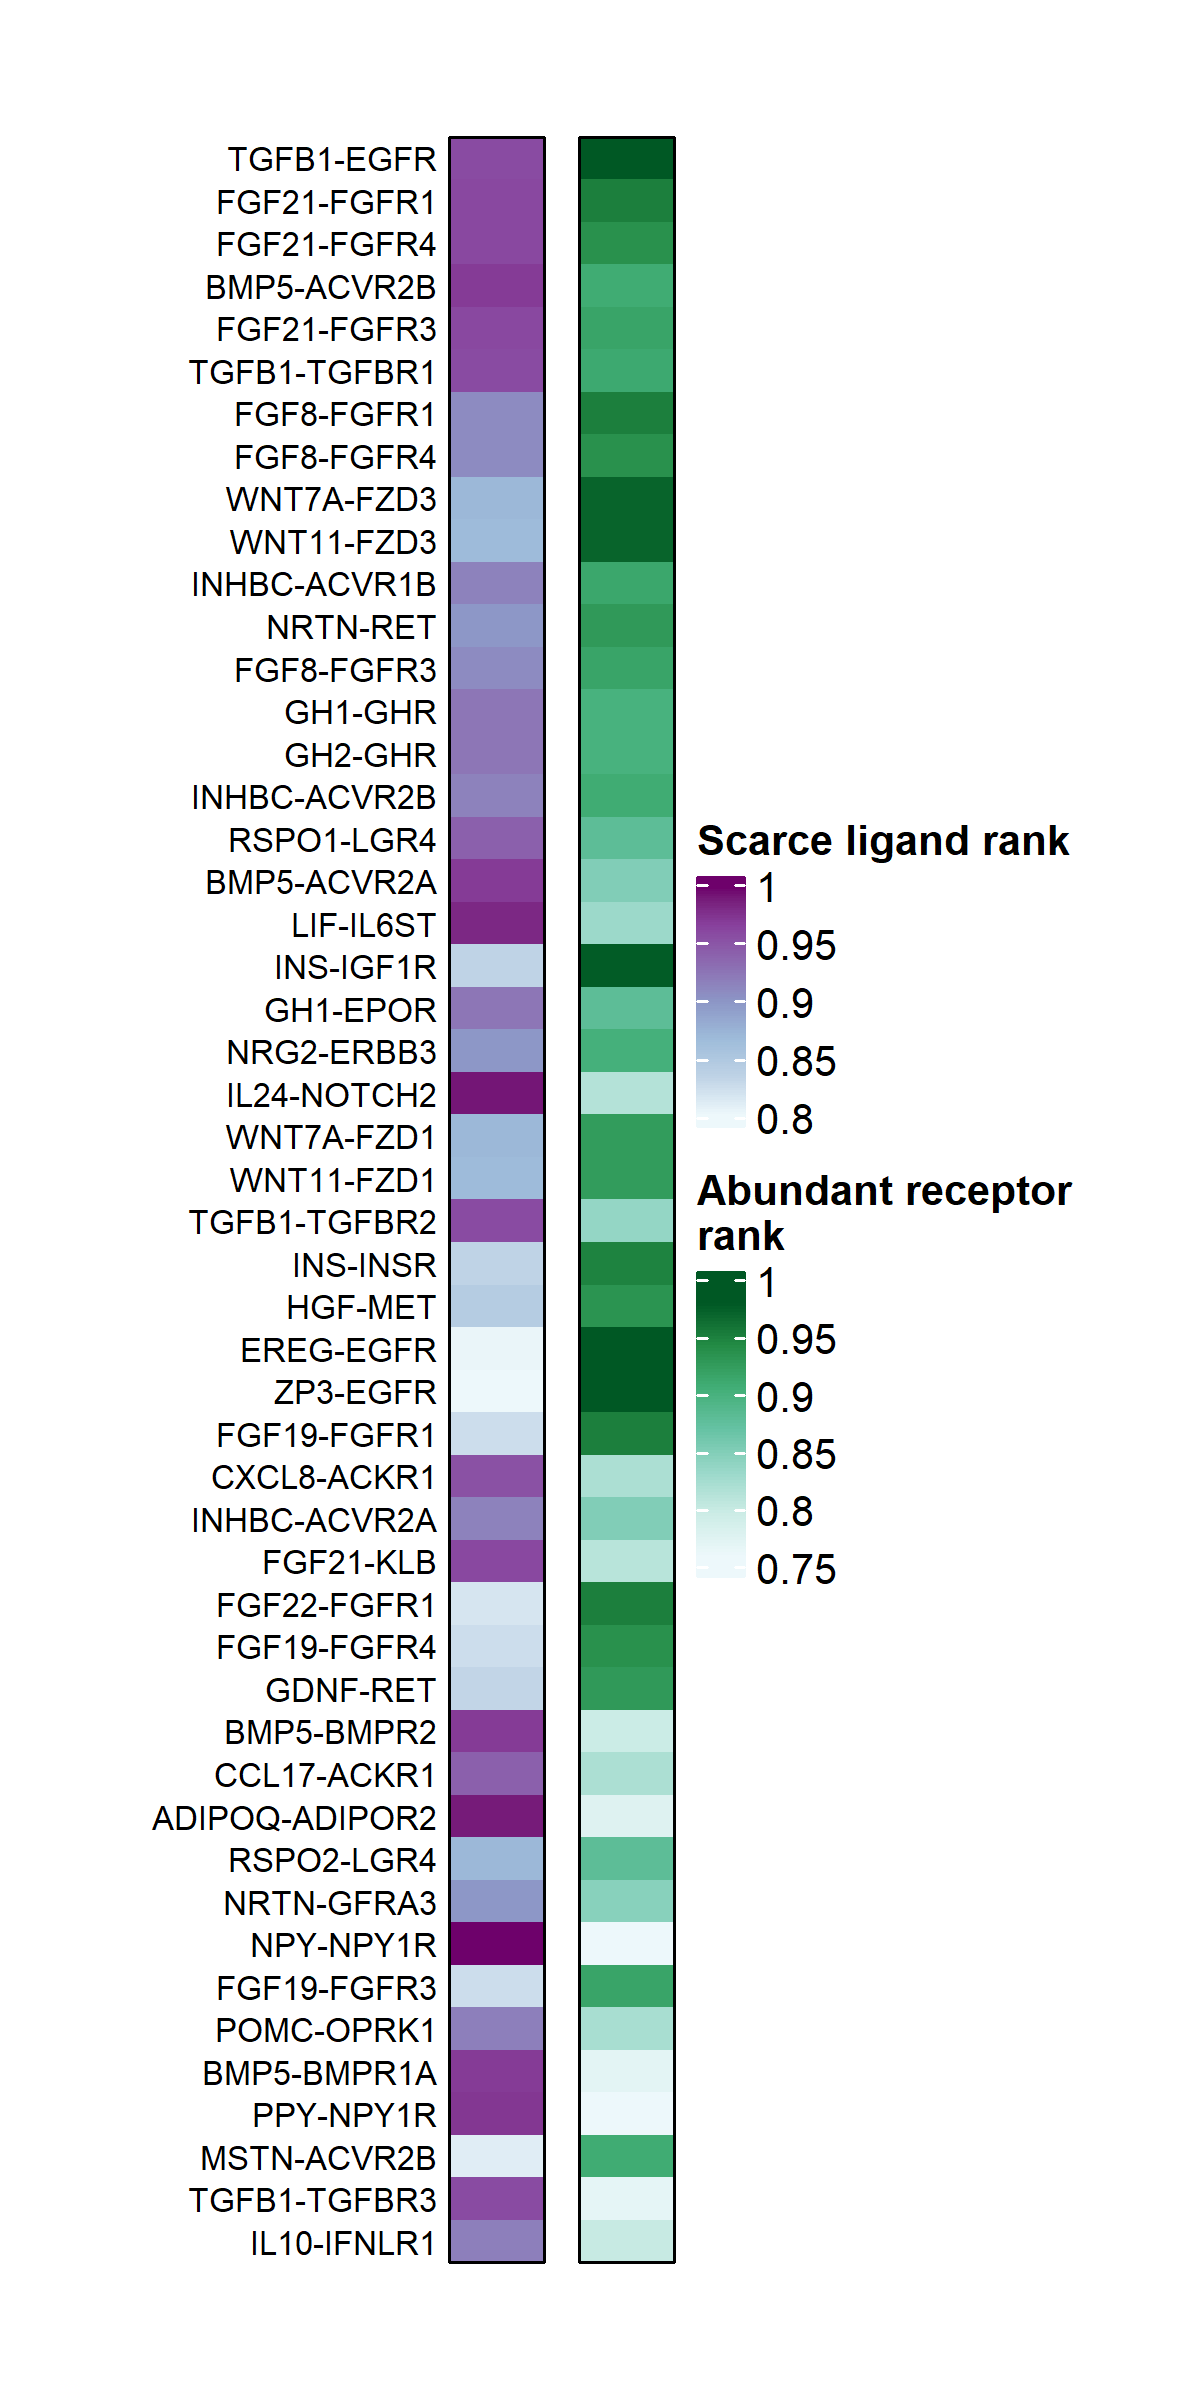 TGFB1-EGFR
FGF21-FGFR1
FGF21-FGFR4
BMP5-ACVR2B
FGF21-FGFR3
TGFB1-TGFBR1
FGF8-FGFR1
FGF8-FGFR4
WNT7A-FZD3
WNT11-FZD3
INHBC-ACVR1B
NRTN-RET
FGF8-FGFR3
GH1-GHR
GH2-GHR
INHBC-ACVR2B
RSPO1-LGR4
BMP5-ACVR2A
LIF-IL6ST
INS-IGF1R
GH1-EPOR
NRG2-ERBB3
IL24-NOTCH2
WNT7A-FZD1
WNT11-FZD1
TGFB1-TGFBR2
INS-INSR
HGF-MET
EREG-EGFR
ZP3-EGFR
FGF19-FGFR1
CXCL8-ACKR1
INHBC-ACVR2A
FGF21-KLB
FGF22-FGFR1
FGF19-FGFR4
GDNF-RET
BMP5-BMPR2
CCL17-ACKR1
ADIPOQ-ADIPOR2
RSPO2-LGR4
NRTN-GFRA3
NPY-NPY1R
FGF19-FGFR3
POMC-OPRK1
BMP5-BMPR1A
PPY-NPY1R
MSTN-ACVR2B
TGFB1-TGFBR3
IL10-IFNLR1
Scarce ligand rank
1
0.95
0.9
0.85
0.8
Abundant receptor
rank
1
0.95
0.9
0.85
0.8
0.75